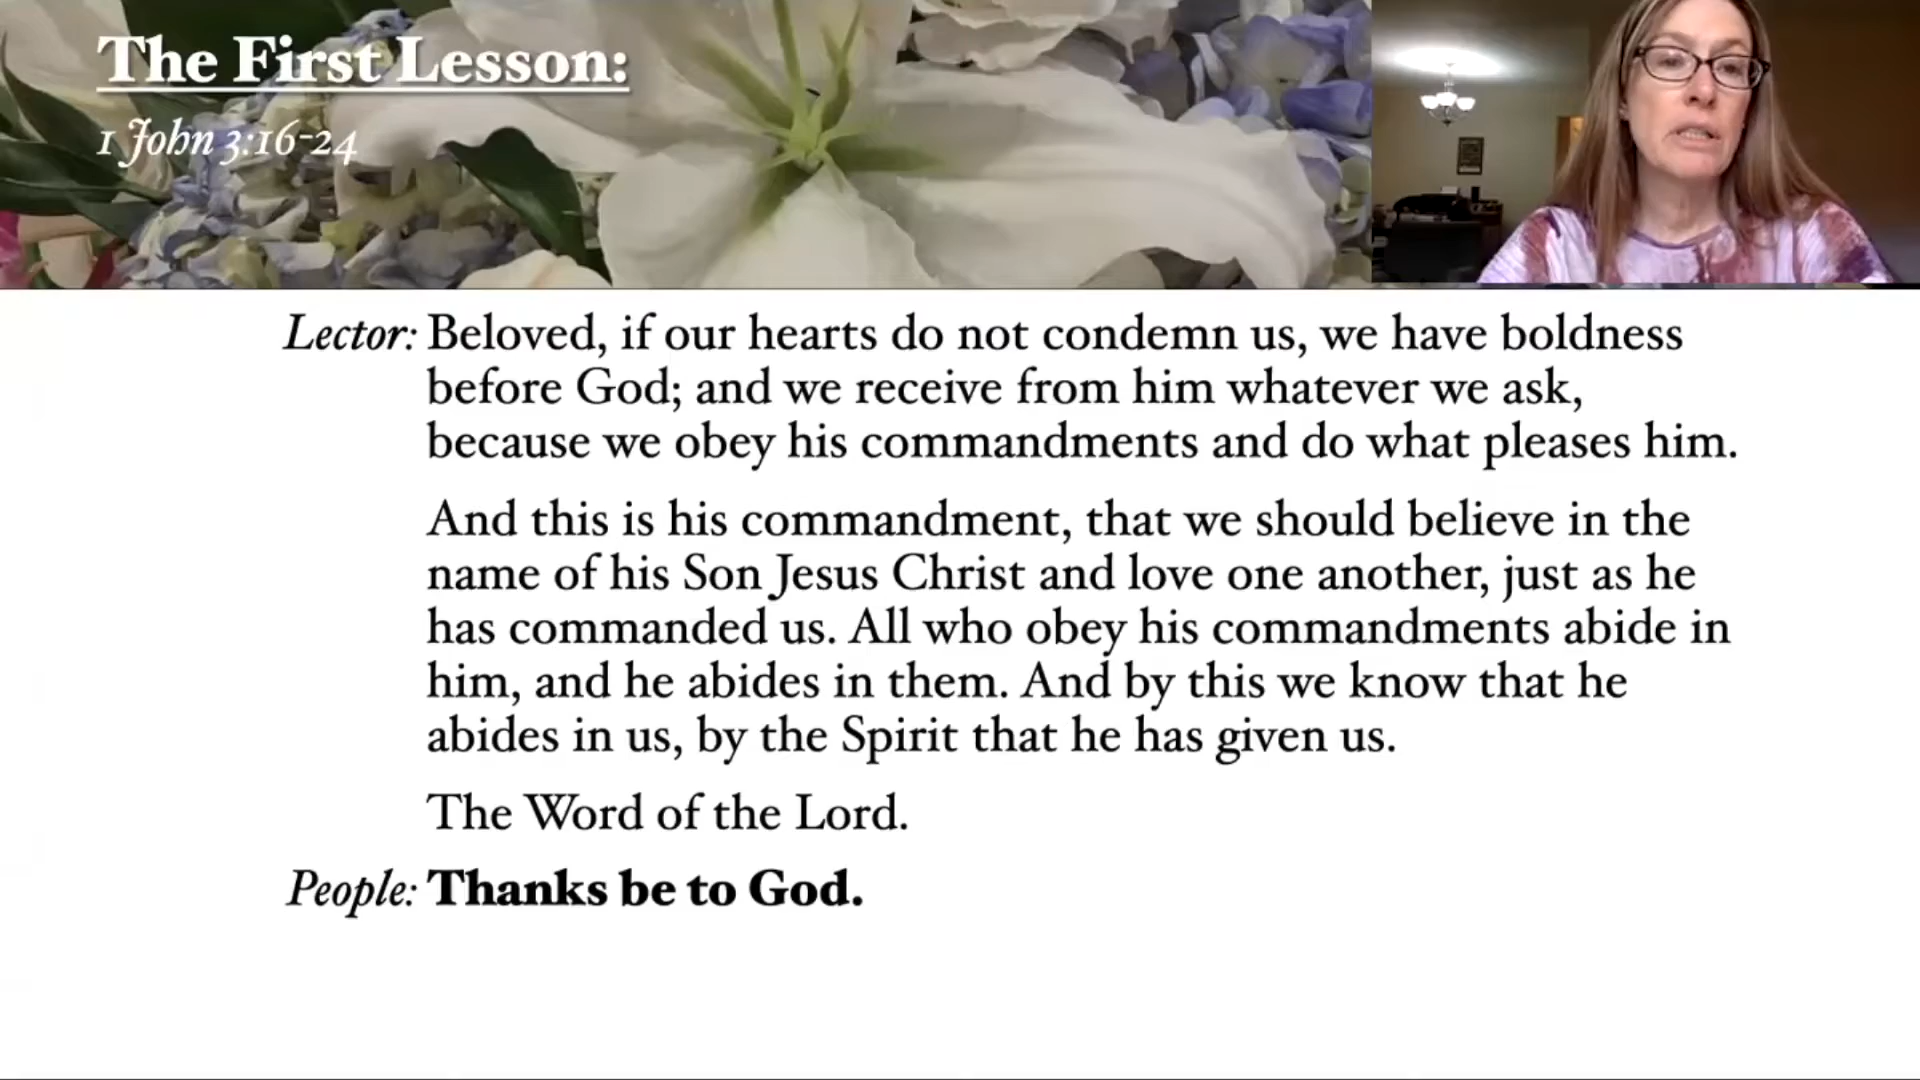 The First Lesson:
1 John 3:16-24
Lector: Beloved, if our hearts do not condemn us, we have boldness
before God; and we receive from him whatever we ask,
because we obey his commandments and do what pleases him.
And this is his commandment, that we should believe in the
name of his Son Jesus Christ and love one another, just as he
has commanded us. All who obey his commandments abide in
him, and he abides in them. And by this we know that he
abides in us, by the Spirit that he has given us.
The Word of the Lord.
People: Thanks be to God.